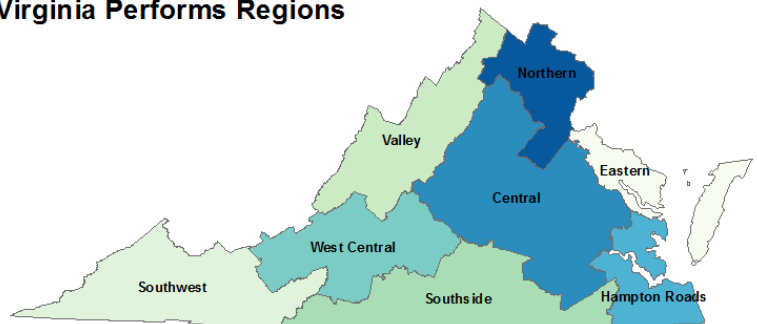 Virginia Performs Regions
Northern
Valley
Eastern
Central
West Central
Southwest
Southside
Hampton Roads